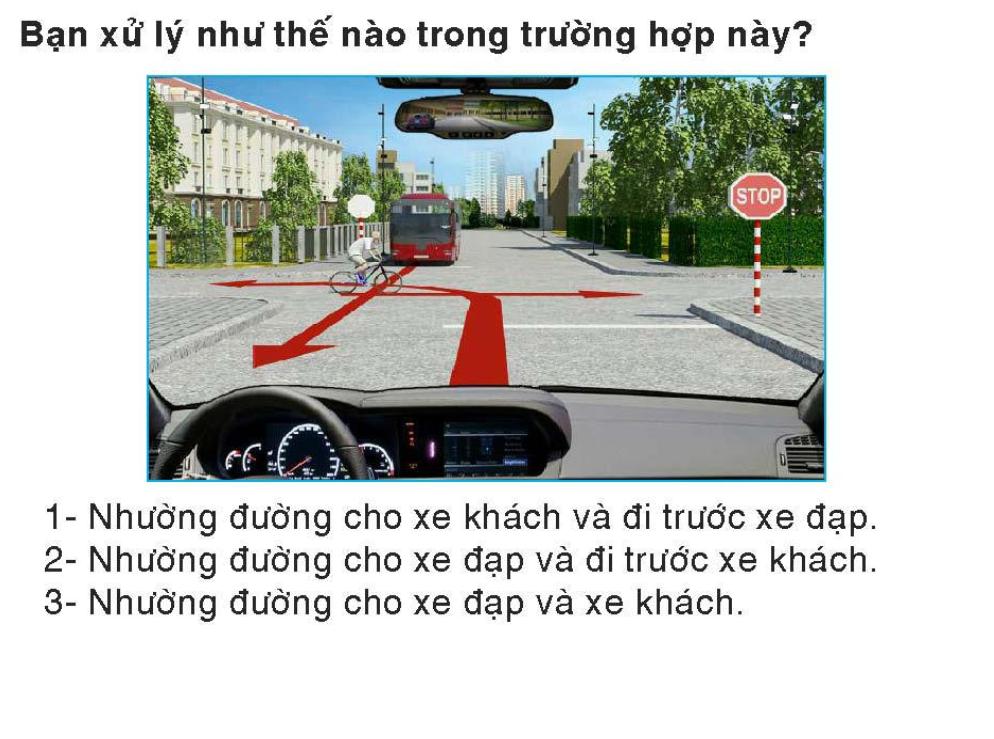 Bạn xử lý như thế nào trong trường hợp này?
STOP
1- Nhường đường cho xe khách và đi trước xe đạp.
2- Nhường đường cho xe đạp và đi trước xe khách.
3- Nhường đường cho xe đạp và xe khách.